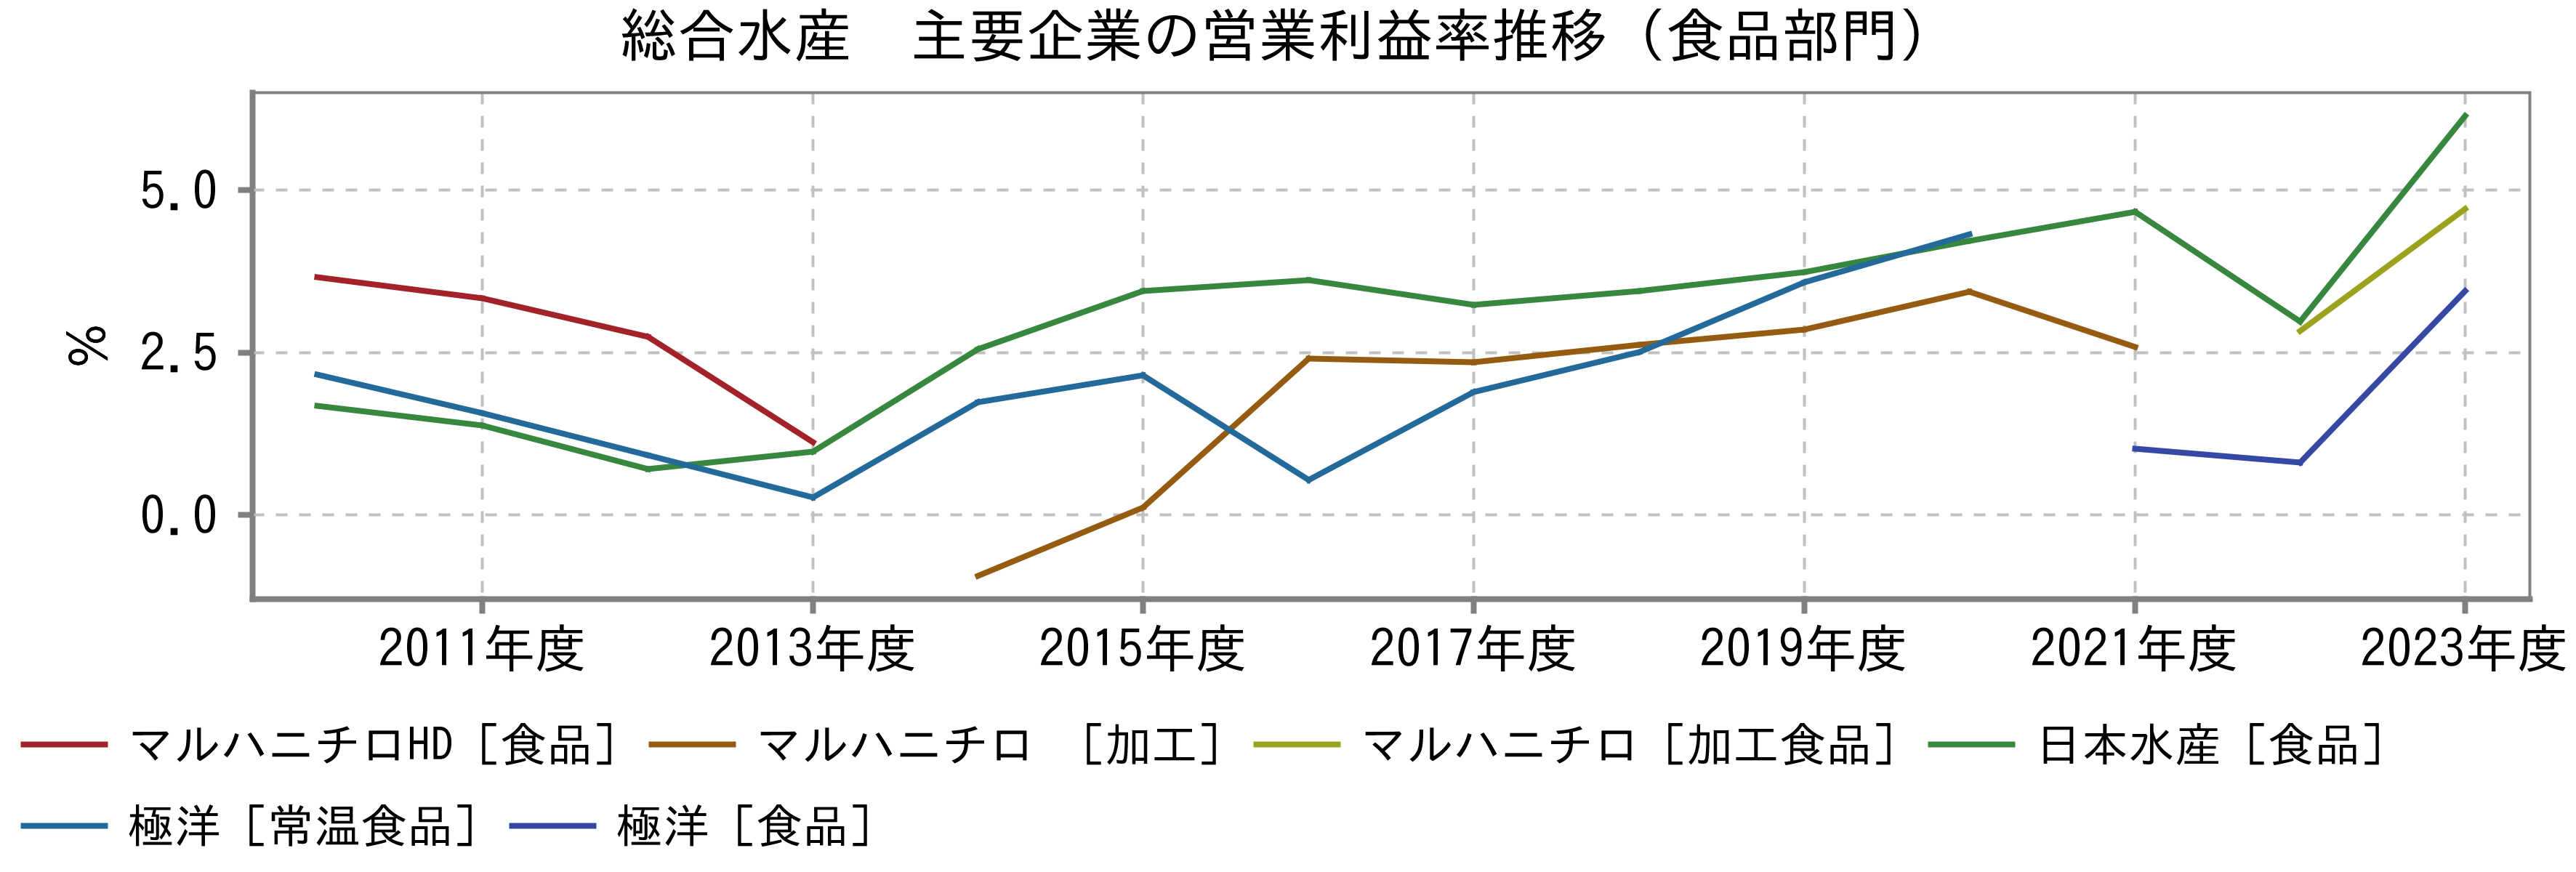 総合水産　主要企業の営業利益率推移（食品部門）
%
5.0
2.5
0.0
2011年度 2013年度 2015年度 2017年度 2019年度 2021年度 2023年度
マルハニチロHD［食品］ マルハニチロ　［加工］ マルハニチロ［加工食品］ 日本水産［食品］
極洋［常温食品］ 極洋［食品］